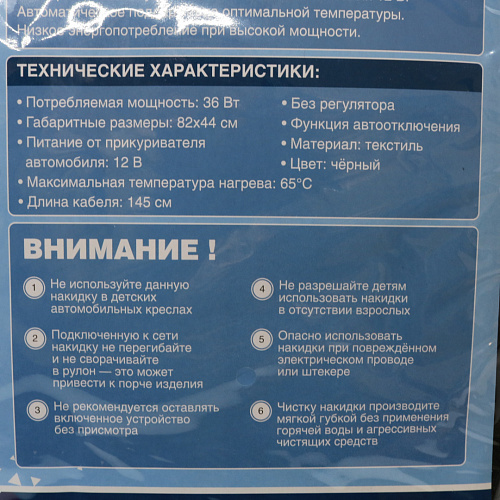 Автоматическое оптимальной температуры.
Низкое энергопотребление при высокой мощности.
ТЕХНИЧЕСКИЕ ХАРАКТЕРИСТИКИ:
• Потребляемая мощность: 36 Вт
• Габаритные размеры: 82х44 см
• Питание от прикуривателя
автомобиля: 12 В
• Максимальная температура нагрева: 65°С
• Длина кабеля: 145 см
• Без регулятора
• Функция автоотключения
• Материал: текстиль
• Цвет: чёрный
ВНИМАНИЕ !
1 Не используйте данную
накидку в детских
автомобильных креслах
2 Подключенную к сети
накидку не перегибайте
и не сворачивайте
в рулон — это может
привести к порче изделия
3 Не рекомендуется оставлять
включенное устройство
без присмотра
4 Не разрешайте детям
использовать накидки
в отсутствии взрослых
5 Опасно использовать
накидки при повреждённом
электрическом проводе
или штекере
6 Чистку накидки производите
мягкой губкой без применения
горячей воды и агрессивных
чистящих средств